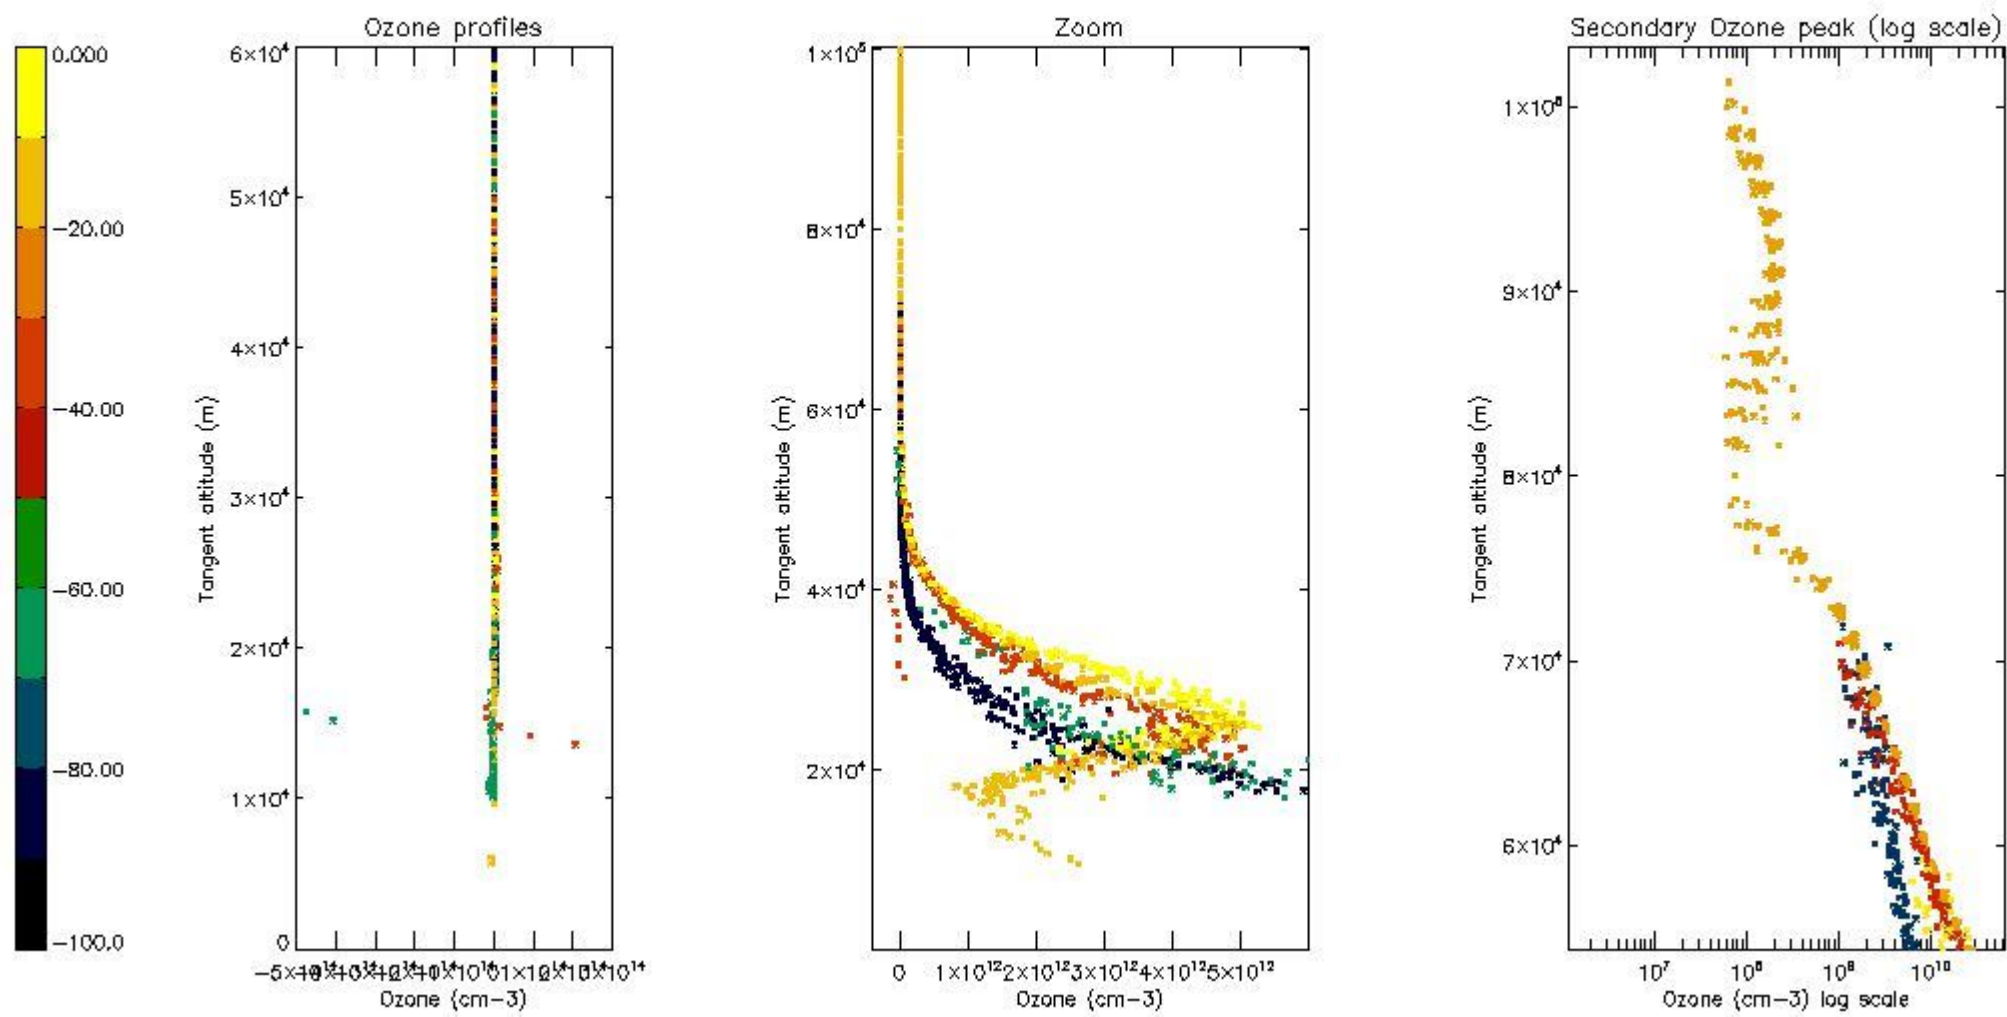 Ozone profiles
Zoom
Secondary Ozone peak (log scale)
0.000
−20.00
−40.00
−60.00
−80.00
−100.0
6×10⁴
5×10⁴
4×10⁴
3×10⁴
2×10⁴
1×10⁴
0
Tangent altitude (m)
Ozone (cm−3)
1×10⁵
8×10⁴
6×10⁴
4×10⁴
2×10⁴
Tangent altitude (m)
0 1×10¹² 2×10¹² 3×10¹² 4×10¹² 5×10¹²
Ozone (cm−3)
9×10⁴
8×10⁴
7×10⁴
6×10⁴
Tangent altitude (m)
10⁷ 10⁸ 10⁹ 10¹⁰
Ozone (cm−3) log scale